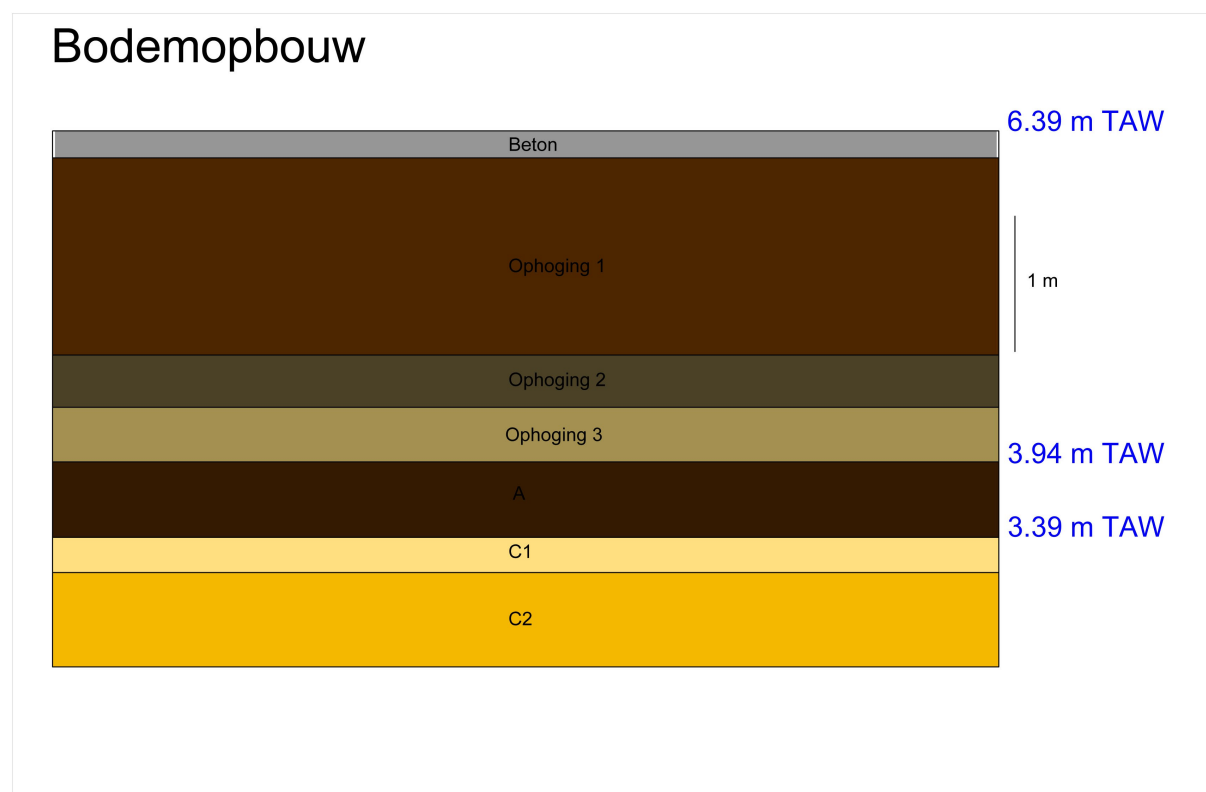 Bodemopbouw
6.39 m TAW
Beton
Ophoging 1
1 m
Ophoging 2
Ophoging 3
3.94 m TAW
A
3.39 m TAW
C1
C2